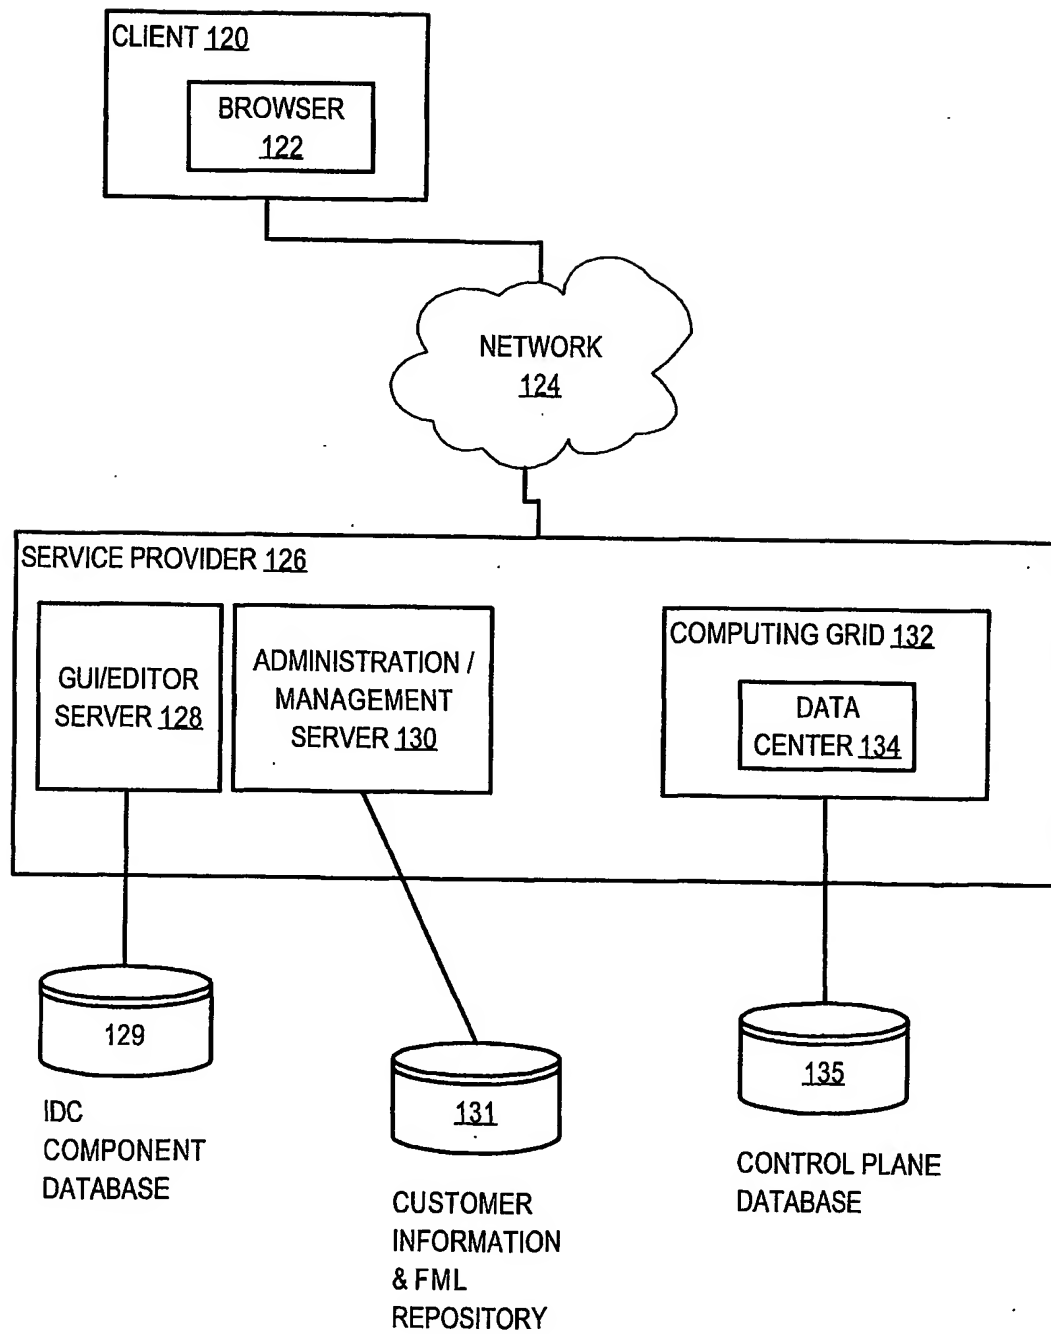 CLIENT 120
BROWSER
122
NETWORK
124
SERVICE PROVIDER 126
GUI/EDITOR
SERVER 128
ADMINISTRATION /
MANAGEMENT
SERVER 130
COMPUTING GRID 132
DATA
CENTER 134
129
IDC
COMPONENT
DATABASE
131
CUSTOMER
INFORMATION
& FML
REPOSITORY
135
CONTROL PLANE
DATABASE